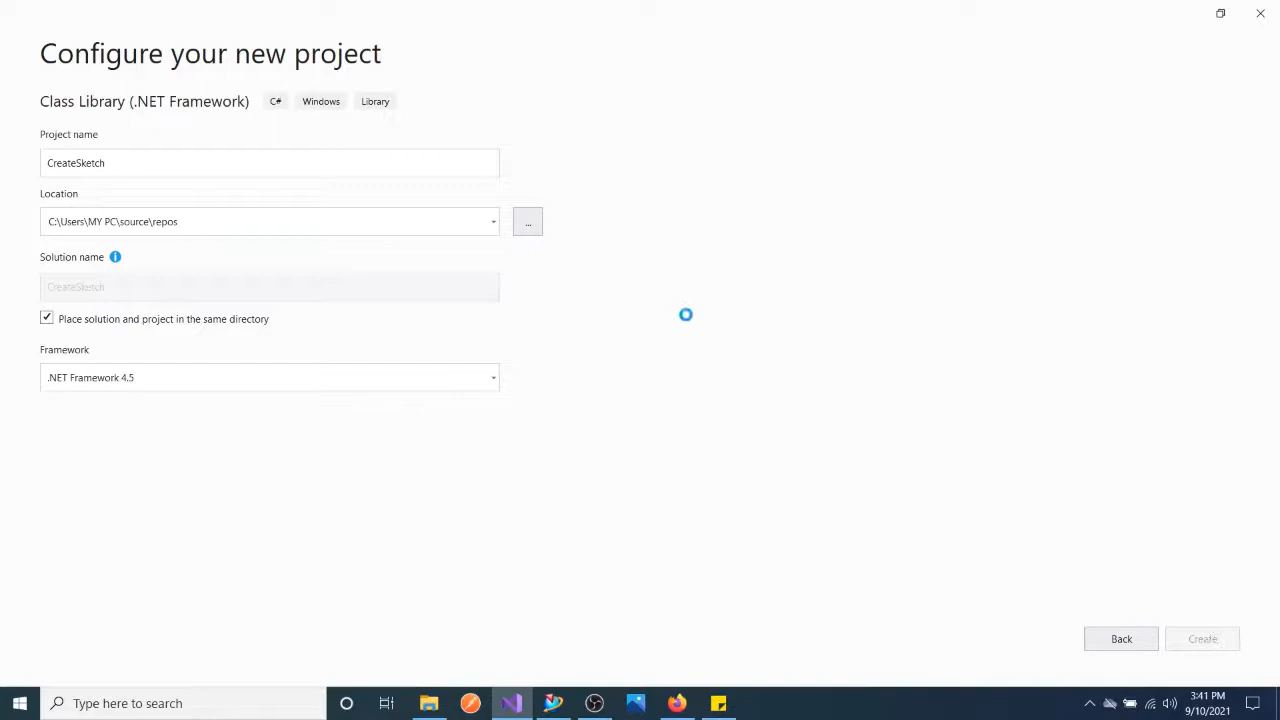 Configure your new project
Class Library (.NET Framework) C# Windows Library
Project name
CreateSketch
Location
C:\Users\MY PC\source\repos
...
Solution name
CreateSketch
Place solution and project in the same directory
Framework
.NET Framework 4.5
Back Create
Type here to search
3:41 PM
9/10/2021